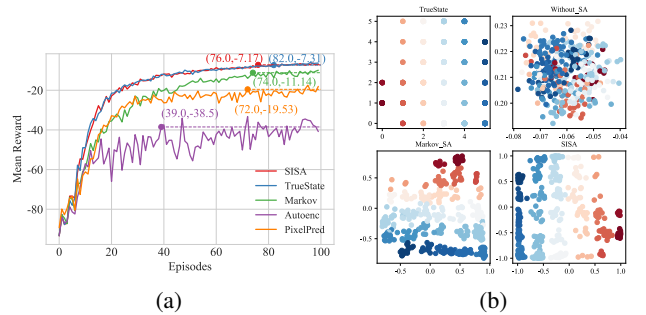 (76.0,-7.17) (82.0,-7.31)
(74.0,-11.14)
(72.0,-19.53)
(39.0,-38.5)
-20
-40
-60
-80
Mean Reward
SISA
TrueState
Markov
Autoenc
PixelPred
0 20 40 60 80 100
Episodes
(a)
TrueState
5
4
3
2
1
0
0 2 4
Without_SA
0.23
0.22
0.21
0.20
-0.08 -0.07 -0.06 -0.05 -0.04
Markov_SA
0.5
0.0
-0.5
-0.5 0.0 0.5 1.0
SISA
1.0
0.5
0.0
-0.5
-1.0
-1.0 -0.5 0.0 0.5 1.0
(b)